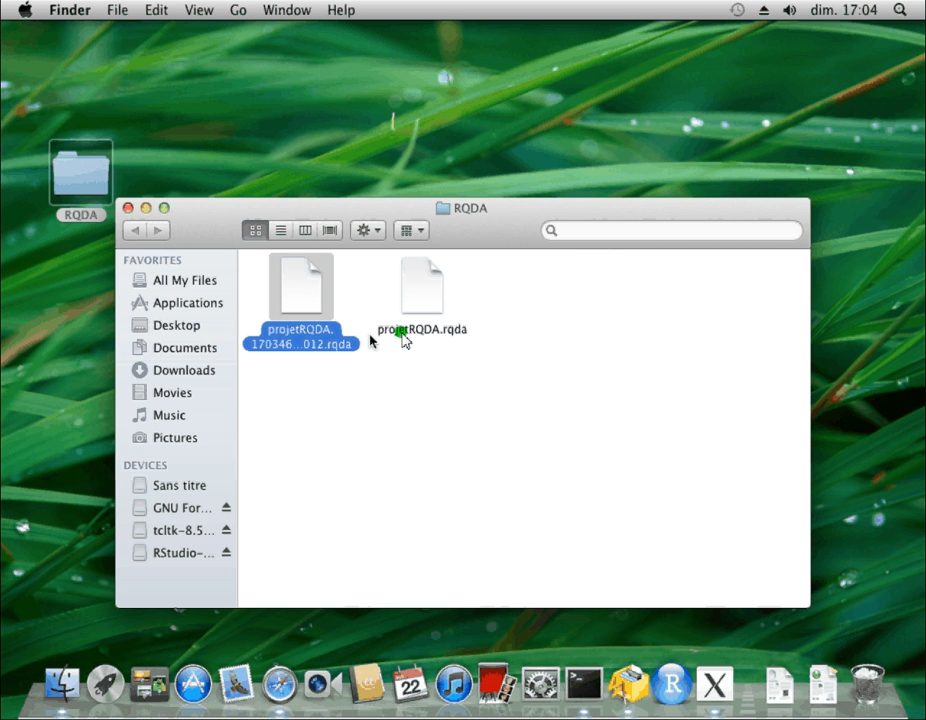 Finder File Edit View Go Window Help dim. 17:04
RQDA
RQDA
FAVORITES
All My Files
Applications
Desktop
Documents
Downloads
Movies
Music
Pictures
DEVICES
Sans titre
GNU For...
tcltk-8.5...
RStudio-...
projetRQDA.
170346...012.rqda
projetRQDA.rqda
22
R
X